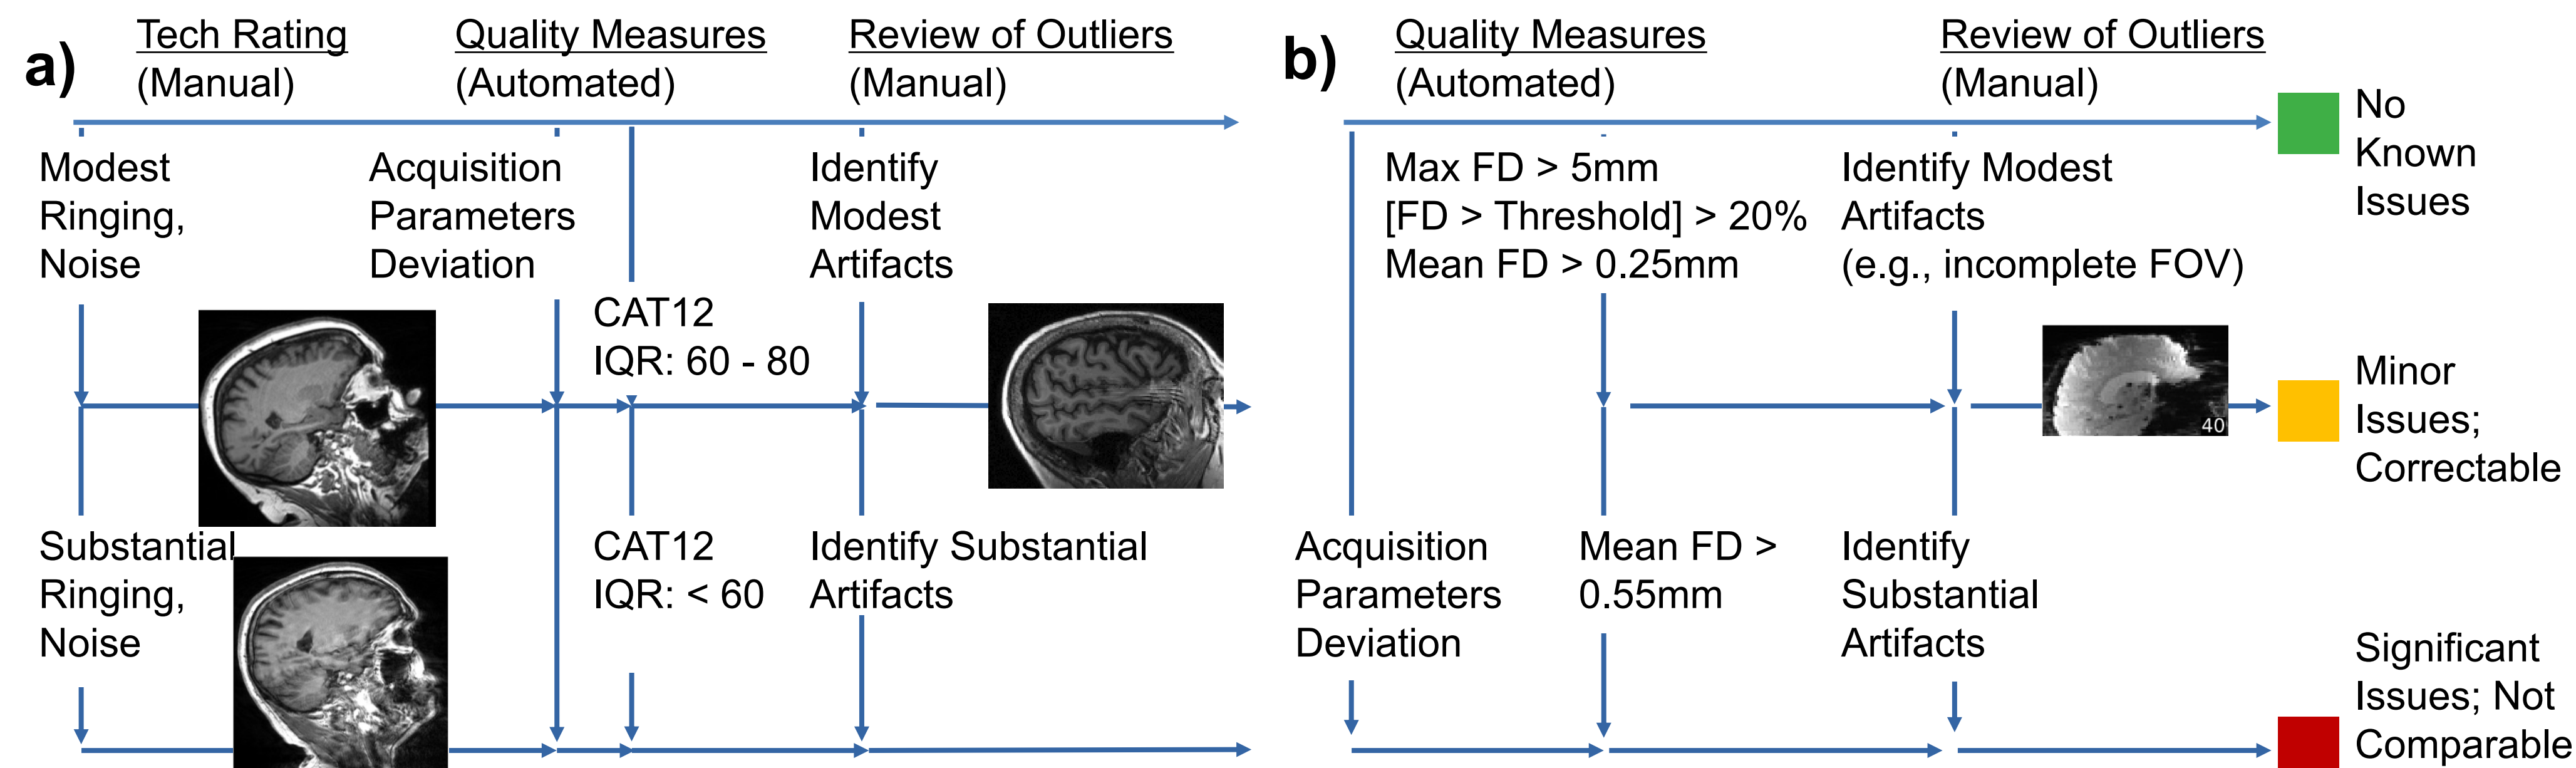 a)
Tech Rating
(Manual)
Quality Measures
(Automated)
Review of Outliers
(Manual)
Modest
Ringing,
Noise
Acquisition
Parameters
Deviation
CAT12
IQR: 60 - 80
Identify
Modest
Artifacts
Substantial
Ringing,
Noise
CAT12
IQR: < 60
Identify Substantial
Artifacts
b)
Quality Measures
(Automated)
Review of Outliers
(Manual)
Max FD > 5mm
[FD > Threshold] > 20%
Mean FD > 0.25mm
Identify Modest
Artifacts
(e.g., incomplete FOV)
40
Acquisition
Parameters
Deviation
Mean FD >
0.55mm
Identify
Substantial
Artifacts
No
Known
Issues
Minor
Issues;
Correctable
Significant
Issues; Not
Comparable